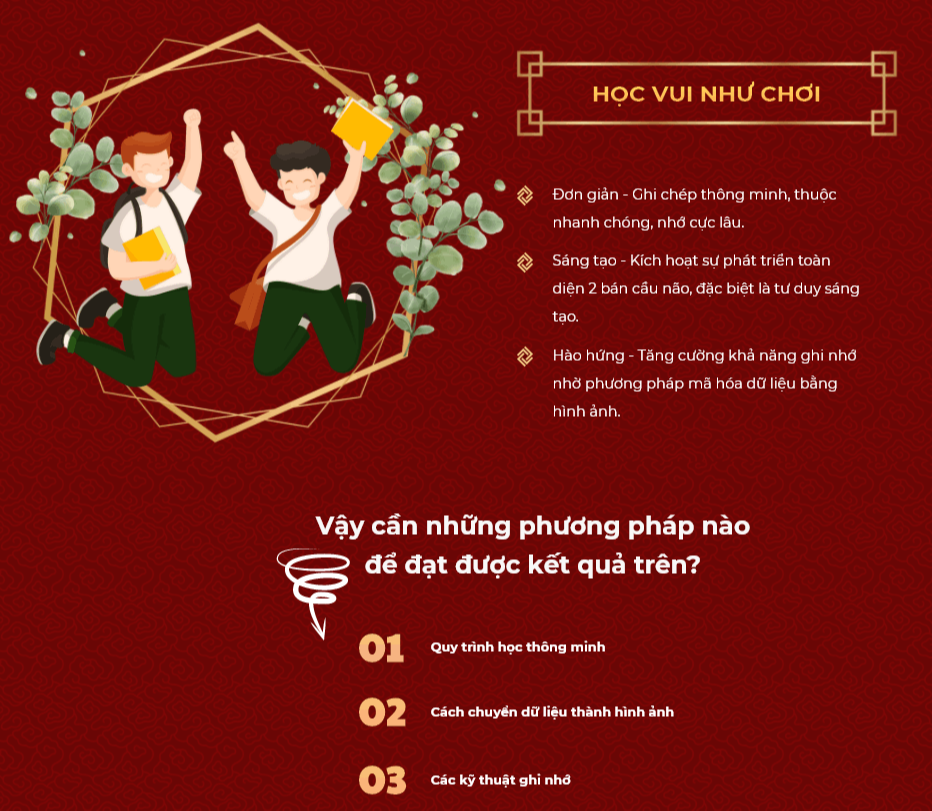 HỌC VUI NHƯ CHƠI
Đơn giản - Ghi chép thông minh, thuộc
nhanh chóng, nhớ cực lâu.
Sáng tạo - Kích hoạt sự phát triển toàn
diện 2 bán cầu não, đặc biệt là tư duy sáng
tạo.
Hào hứng - Tăng cường khả năng ghi nhớ
nhờ phương pháp mã hóa dữ liệu bằng
hình ảnh.
Vậy cần những phương pháp nào
để đạt được kết quả trên?
01 Quy trình học thông minh
02 Cách chuyển dữ liệu thành hình ảnh
03 Các kỹ thuật ghi nhớ